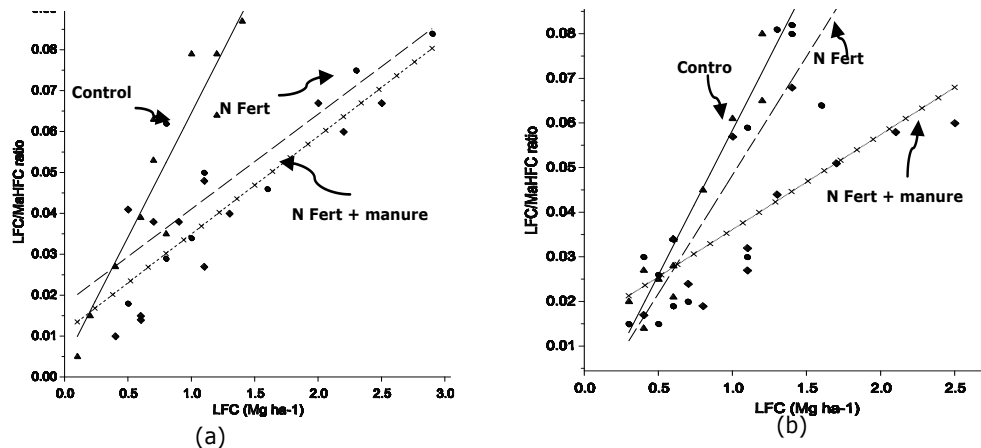 0.08
0.07
0.06
0.05
0.04
0.03
0.02
0.01
0.00
LFC/MaHFC ratio
Control
N Fert
N Fert + manure
0.0 0.5 1.0 1.5 2.0 2.5 3.0
LFC (Mg ha-1)
(a)
0.08
0.07
0.06
0.05
0.04
0.03
0.02
0.01
LFC/MaHFC ratio
Contro
N Fert
N Fert + manure
0.0 0.5 1.0 1.5 2.0 2.5
LFC (Mg ha-1)
(b)